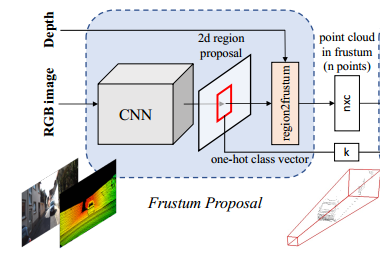 Depth
RGB image
CNN
2d region
proposal
region2frustum
point cloud
in frustum
(n points)
nxc
one-hot class vector
k
Frustum Proposal